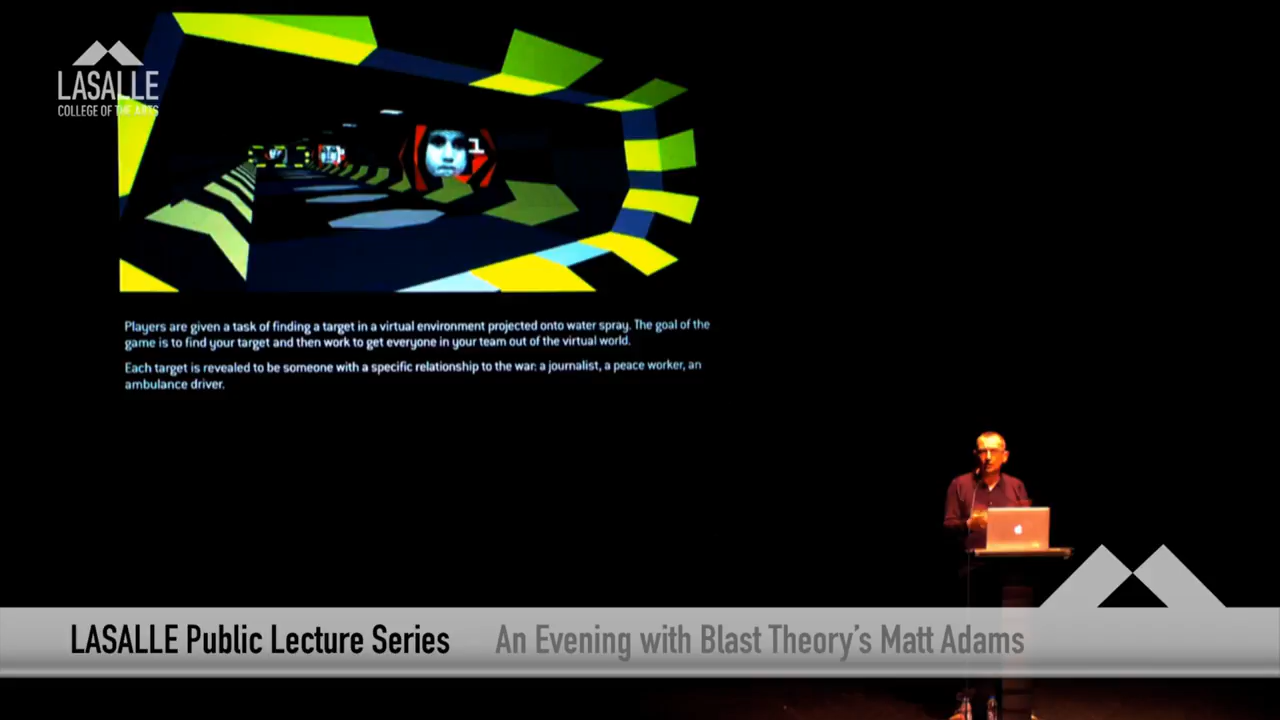 LASALLE
COLLEGE OF THE ARTS
1
Players are given a task of finding a target in a virtual environment projected onto water spray. The goal of the
game is to find your target and then work to get everyone in your team out of the virtual world.
Each target is revealed to be someone with a specific relationship to the war: a journalist, a peace worker, an
ambulance driver.
LASALLE Public Lecture Series An Evening with Blast Theory's Matt Adams